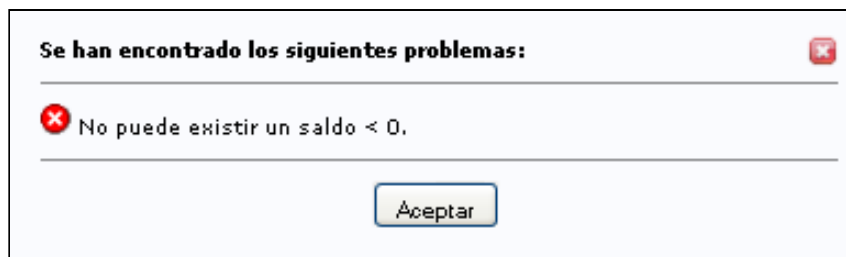 Se han encontrado los siguientes problemas:
No puede existir un saldo < 0.
Aceptar